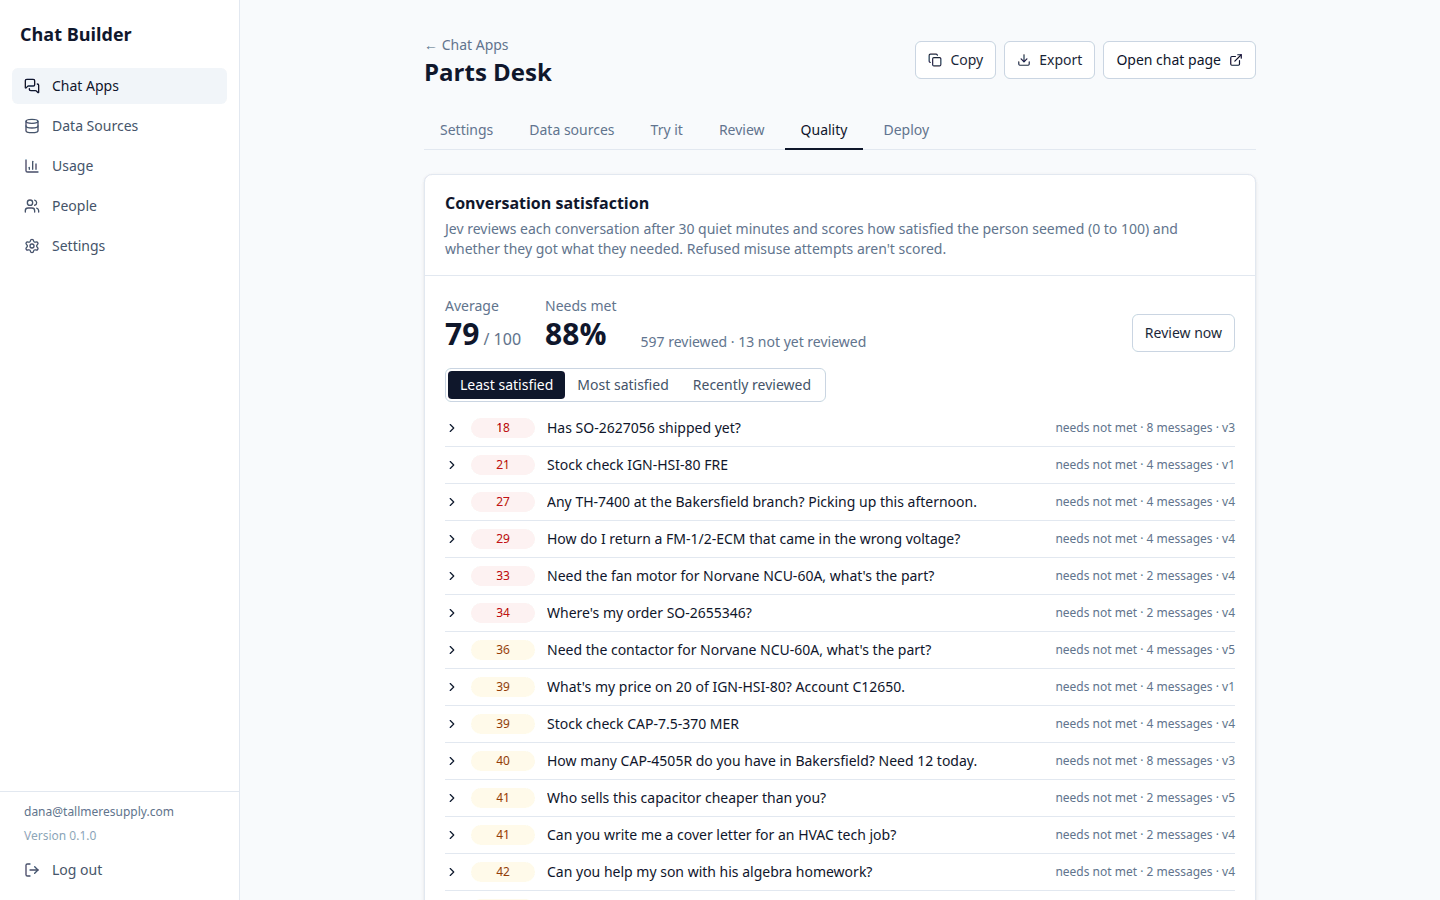 Chat Builder
Chat Apps
Data Sources
Usage
People
Settings
dana@tallmeresupply.com
Version 0.1.0
Log out
← Chat Apps
Parts Desk
Copy
Export
Open chat page
Settings
Data sources
Try it
Review
Quality
Deploy
Conversation satisfaction
Jev reviews each conversation after 30 quiet minutes and scores how satisfied the person seemed (0 to 100) and
whether they got what they needed. Refused misuse attempts aren't scored.
Average
79 / 100
Needs met
88%
597 reviewed · 13 not yet reviewed
Review now
Least satisfied
Most satisfied
Recently reviewed
18 Has SO-2627056 shipped yet? needs not met · 8 messages · v3
21 Stock check IGN-HSI-80 FRE needs not met · 4 messages · v1
27 Any TH-7400 at the Bakersfield branch? Picking up this afternoon. needs not met · 4 messages · v4
29 How do I return a FM-1/2-ECM that came in the wrong voltage? needs not met · 4 messages · v4
33 Need the fan motor for Norvane NCU-60A, what's the part? needs not met · 2 messages · v4
34 Where's my order SO-2655346? needs not met · 2 messages · v4
36 Need the contactor for Norvane NCU-60A, what's the part? needs not met · 4 messages · v5
39 What's my price on 20 of IGN-HSI-80? Account C12650. needs not met · 4 messages · v1
39 Stock check CAP-7.5-370 MER needs not met · 4 messages · v4
40 How many CAP-4505R do you have in Bakersfield? Need 12 today. needs not met · 8 messages · v3
41 Who sells this capacitor cheaper than you? needs not met · 2 messages · v5
41 Can you write me a cover letter for an HVAC tech job? needs not met · 2 messages · v4
42 Can you help my son with his algebra homework? needs not met · 2 messages · v4